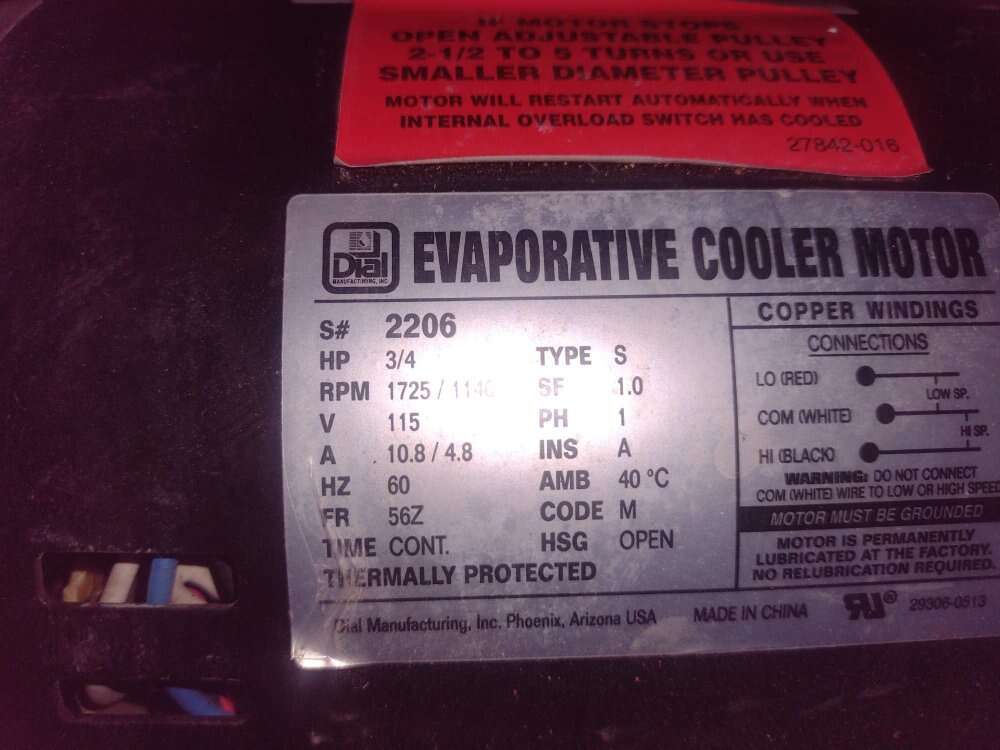 IF MOTOR STOPS
OPEN ADJUSTABLE PULLEY
2-1/2 TO 5 TURNS OR USE
SMALLER DIAMETER PULLEY
MOTOR WILL RESTART AUTOMATICALLY WHEN
INTERNAL OVERLOAD SWITCH HAS COOLED
27842-016
Dial
MANUFACTURING, INC
EVAPORATIVE COOLER MOTOR
S# 2206
HP 3/4 TYPE S
RPM 1725 / 1140 SF 1.0
V 115 PH 1
A 10.8 / 4.8 INS A
HZ 60 AMB 40 °C
FR 56Z CODE M
TIME CONT. HSG OPEN
THERMALLY PROTECTED
COPPER WINDINGS
CONNECTIONS
LO (RED)
LOW SP.
COM (WHITE)
HI SP.
HI (BLACK)
WARNING: DO NOT CONNECT
COM (WHITE) WIRE TO LOW OR HIGH SPEED
MOTOR MUST BE GROUNDED
MOTOR IS PERMANENTLY
LUBRICATED AT THE FACTORY.
NO RELUBRICATION REQUIRED.
Dial Manufacturing, Inc. Phoenix, Arizona USA MADE IN CHINA RU® 29306-0513